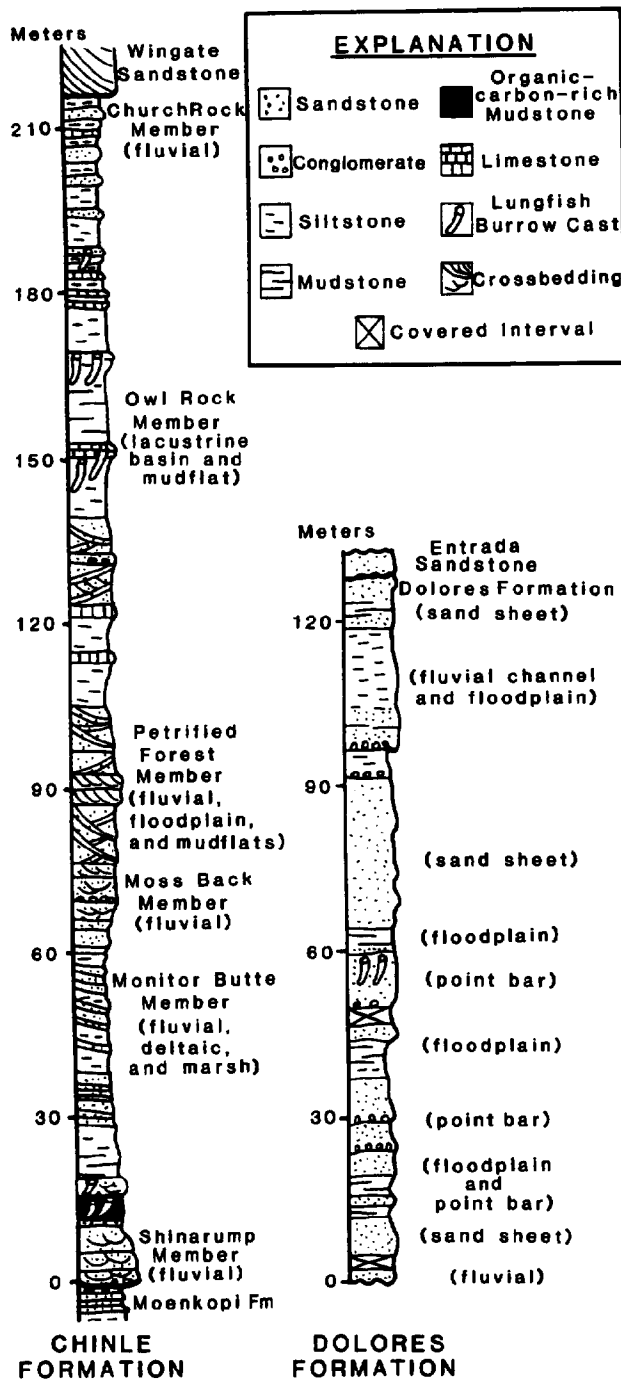 Meters
Wingate
Sandstone
ChurchRock
Member
(fluvial)
210
180
Owl Rock
Member
(lacustrine
basin and
mudflat)
150
120
Petrified
Forest
Member
(fluvial,
floodplain,
and mudflats)
90
Moss Back
Member
(fluvial)
60
Monitor Butte
Member
(fluvial,
deltaic,
and marsh)
30
Shinarump
Member
(fluvial)
0
Moenkopi Fm
CHINLE
FORMATION
EXPLANATION
Sandstone
Organic-
carbon-rich
Mudstone
Conglomerate
Limestone
Siltstone
Lungfish
Burrow Cast
Mudstone
Crossbedding
Covered Interval
Meters
Entrada
Sandstone
Dolores Formation
(sand sheet)
120
(fluvial channel
and floodplain)
90
(sand sheet)
(floodplain)
60
(point bar)
(floodplain)
30
(point bar)
(floodplain
and
point bar)
(sand sheet)
0
(fluvial)
DOLORES
FORMATION